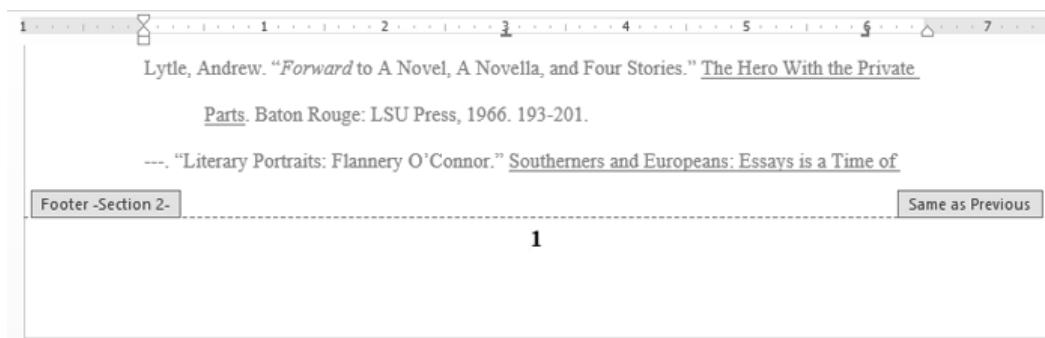 1 1 2 3 4 5 6 7
Lytle, Andrew. “Forward to A Novel, A Novella, and Four Stories.” The Hero With the Private
Parts. Baton Rouge: LSU Press, 1966. 193-201.
---. “Literary Portraits: Flannery O’Connor.” Southerners and Europeans: Essays is a Time of
Footer -Section 2- Same as Previous
1